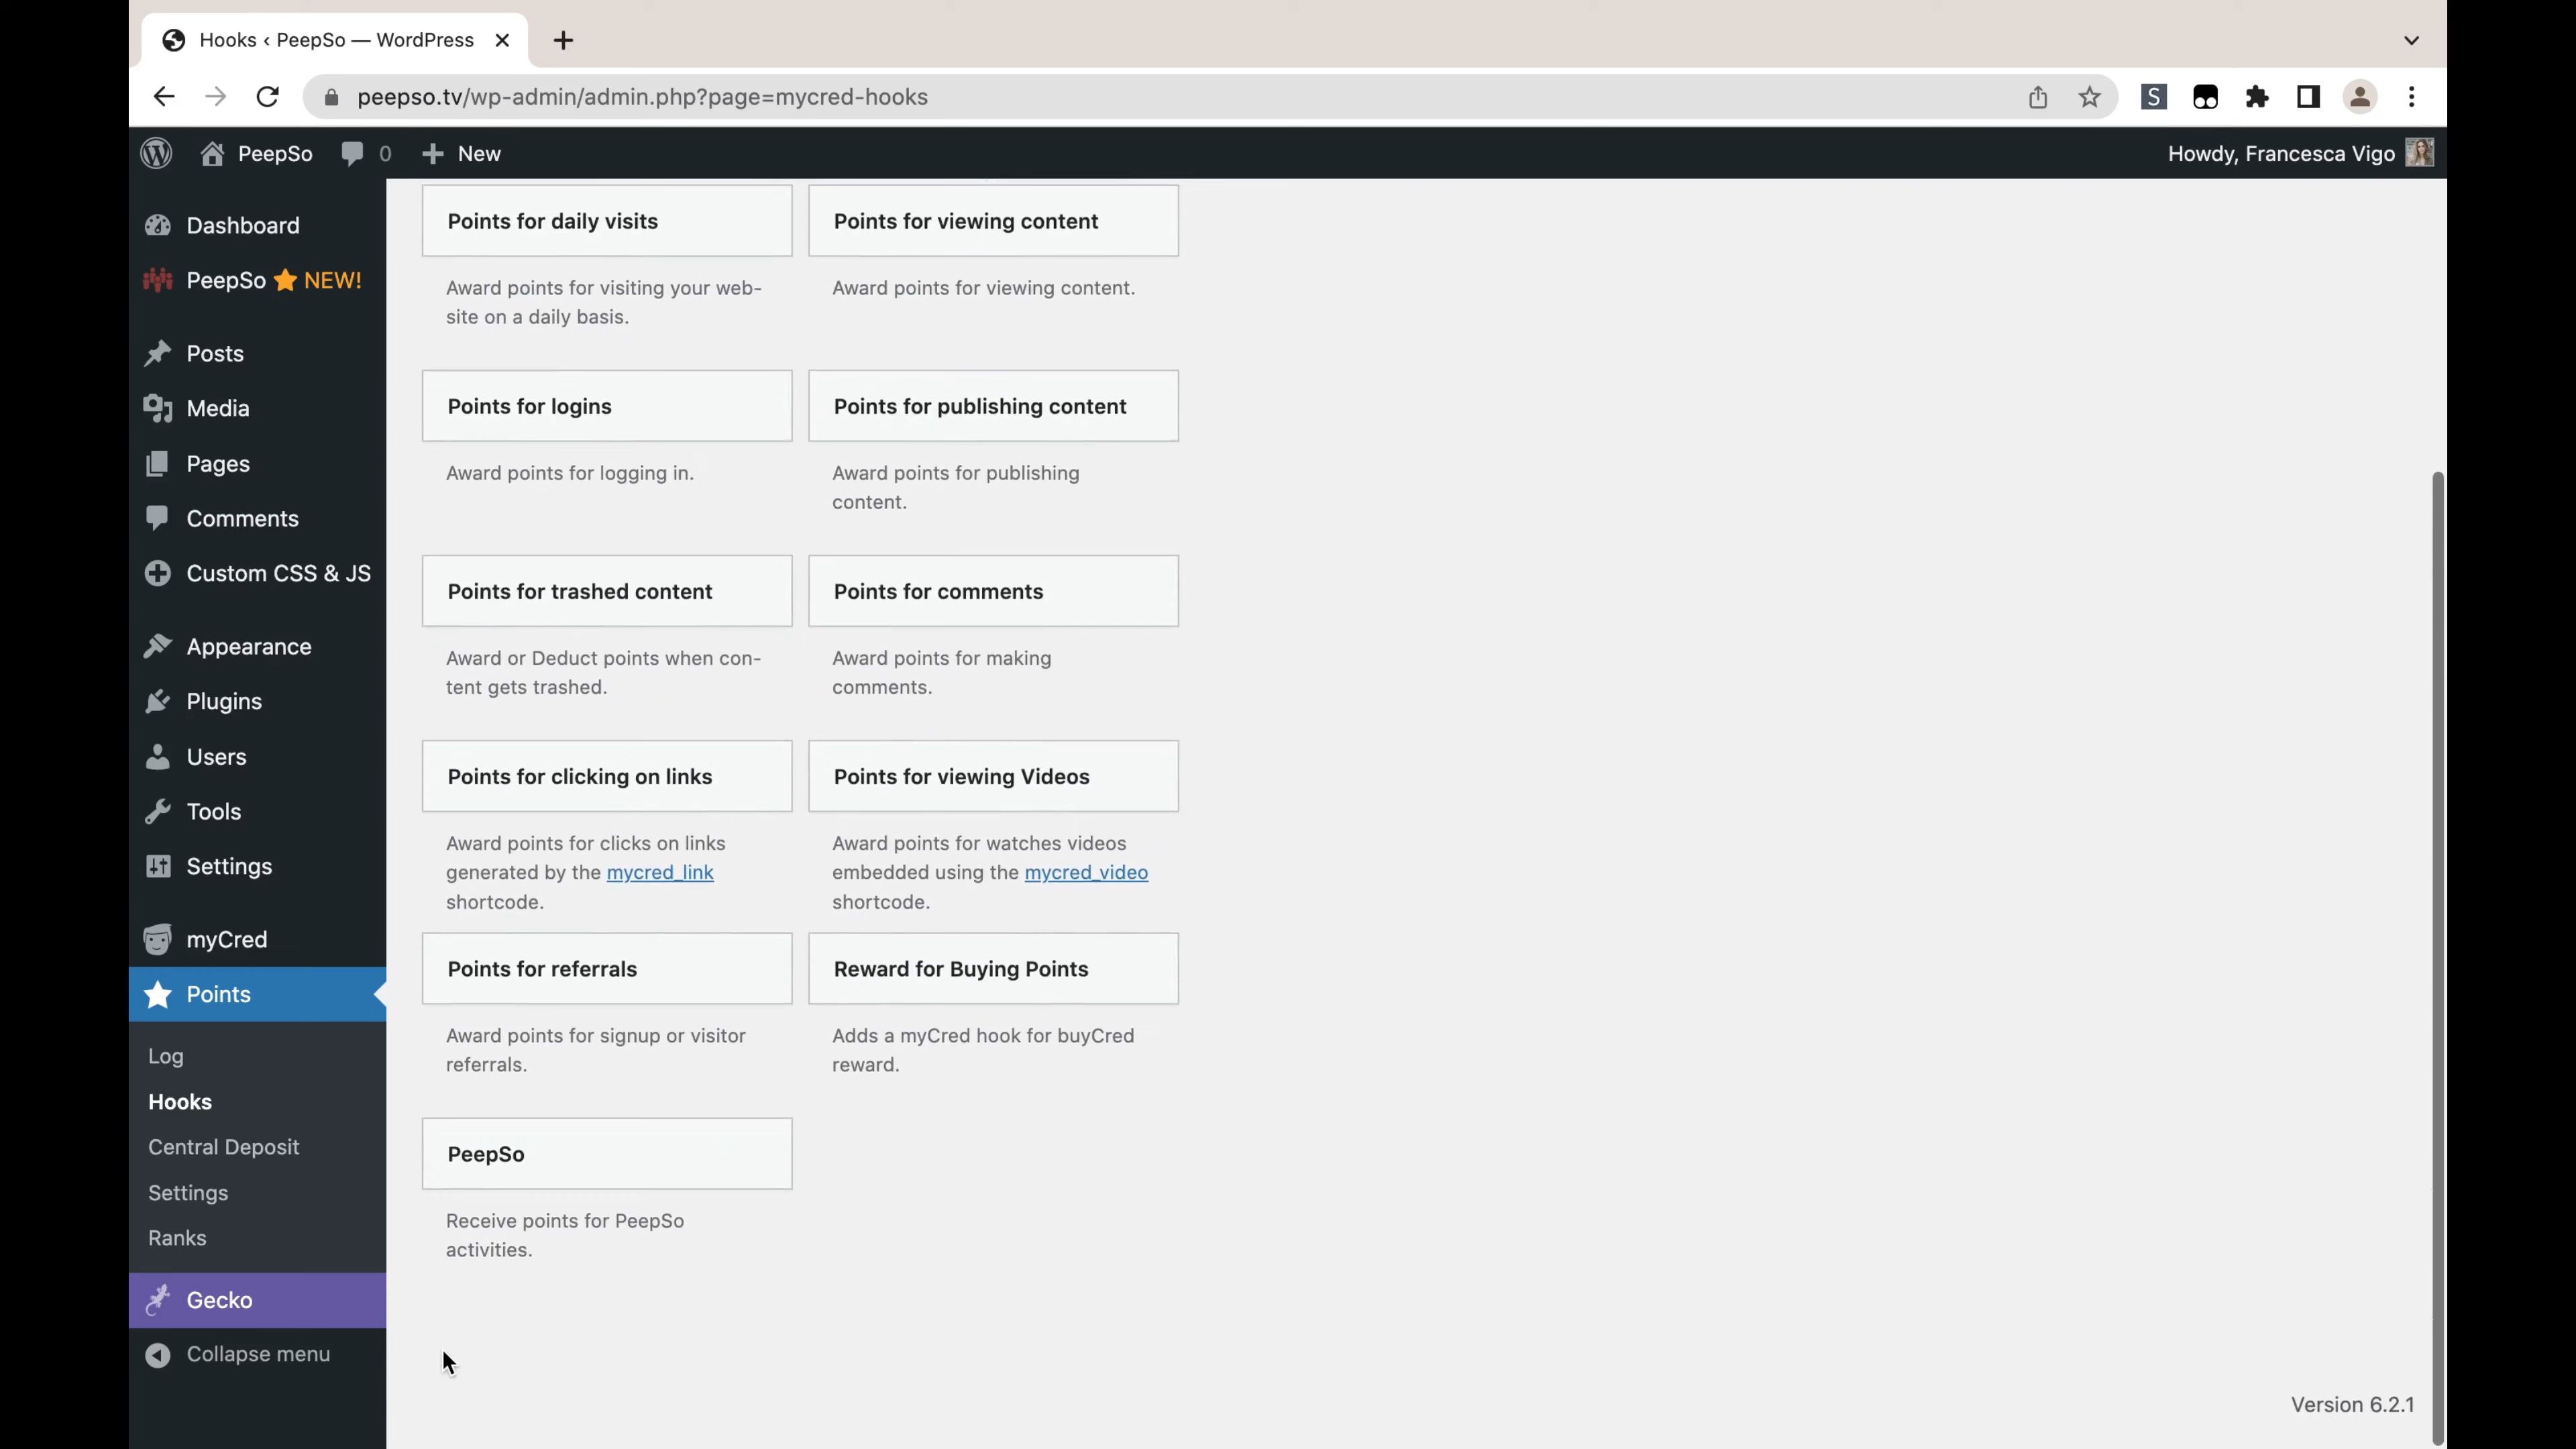 Hooks ‹ PeepSo — WordPress
peepso.tv/wp-admin/admin.php?page=mycred-hooks
S
PeepSo 0 New Howdy, Francesca Vigo
Dashboard
PeepSo NEW!
Posts
Media
Pages
Comments
Custom CSS & JS
Appearance
Plugins
Users
Tools
Settings
myCred
Points
Log
Hooks
Central Deposit
Settings
Ranks
Gecko
Collapse menu
Points for daily visits
Award points for visiting your web-
site on a daily basis.
Points for viewing content
Award points for viewing content.
Points for logins
Award points for logging in.
Points for publishing content
Award points for publishing
content.
Points for trashed content
Award or Deduct points when con-
tent gets trashed.
Points for comments
Award points for making
comments.
Points for clicking on links
Award points for clicks on links
generated by the mycred_link
shortcode.
Points for viewing Videos
Award points for watches videos
embedded using the mycred_video
shortcode.
Points for referrals
Award points for signup or visitor
referrals.
Reward for Buying Points
Adds a myCred hook for buyCred
reward.
PeepSo
Receive points for PeepSo
activities.
Version 6.2.1